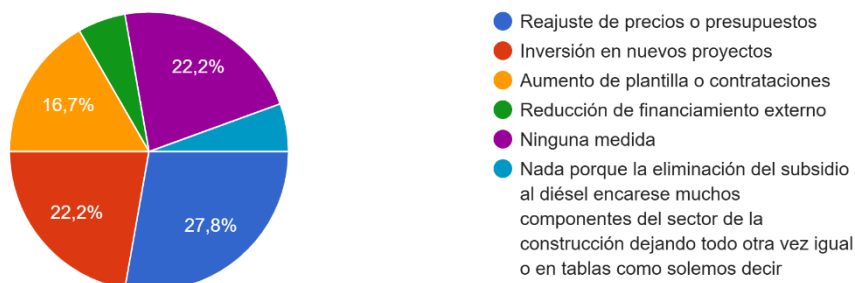 Reajuste de precios o presupuestos
Inversión en nuevos proyectos
Aumento de plantilla o contrataciones
Reducción de financiamiento externo
Ninguna medida
Nada porque la eliminación del subsidio
al diésel encarese muchos
componentes del sector de la
construcción dejando todo otra vez igual
o en tablas como solemos decir
22,2%
16,7%
22,2%
27,8%